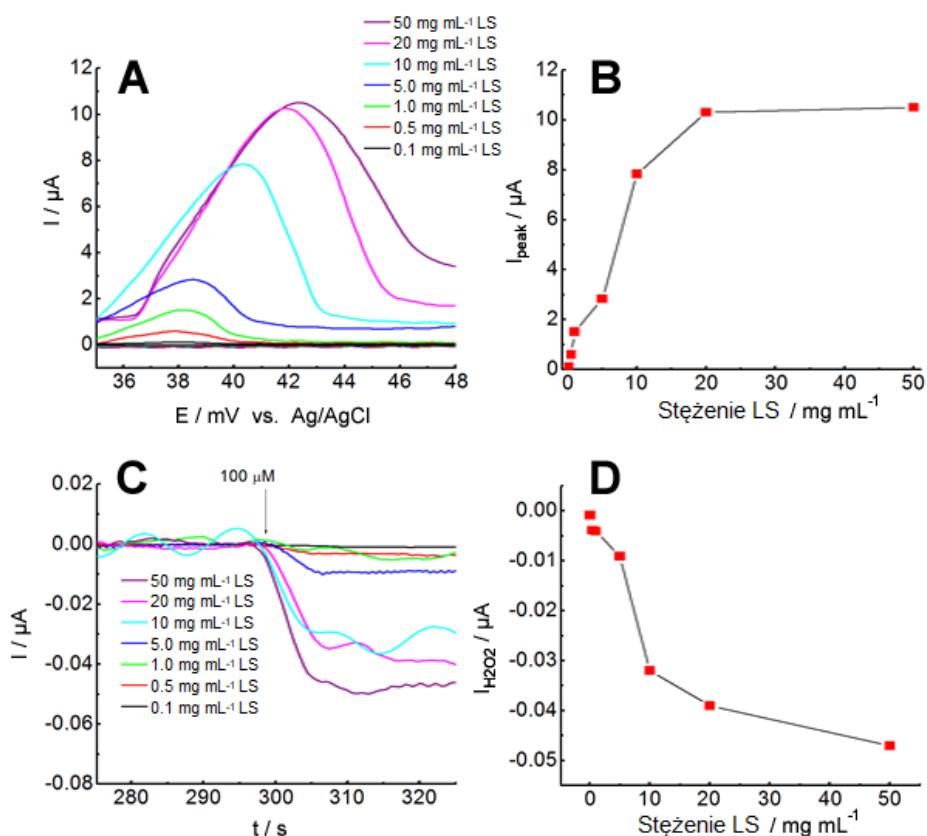 50 mg mL-1 LS
20 mg mL-1 LS
10 mg mL-1 LS
5.0 mg mL-1 LS
1.0 mg mL-1 LS
0.5 mg mL-1 LS
0.1 mg mL-1 LS
A
12
10
8
6
4
2
0
I / µA
36 38 40 42 44 46 48
E / mV vs. Ag/AgCl
B
12
10
8
6
4
2
0
Ipeak / µA
0 10 20 30 40 50
Stężenie LS / mg mL-1
C
100 µM
0.02
0.00
-0.02
-0.04
-0.06
-0.08
I / µA
50 mg mL-1 LS
20 mg mL-1 LS
10 mg mL-1 LS
5.0 mg mL-1 LS
1.0 mg mL-1 LS
0.5 mg mL-1 LS
0.1 mg mL-1 LS
280 290 300 310 320
t / s
D
0.00
-0.01
-0.02
-0.03
-0.04
-0.05
IH2O2 / µA
0 10 20 30 40 50
Stężenie LS / mg mL-1